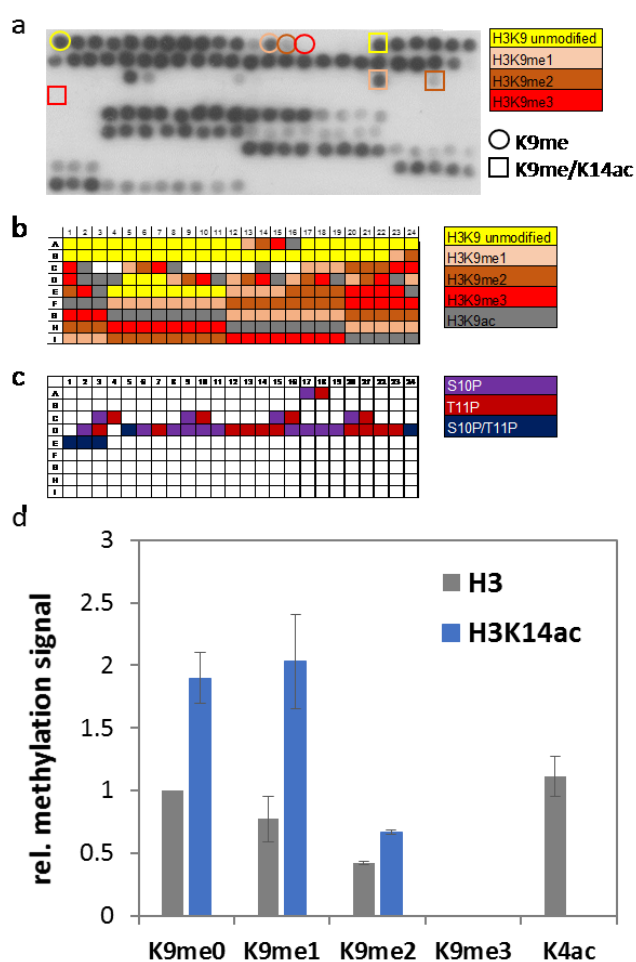 a
H3K9 unmodified
H3K9me1
H3K9me2
H3K9me3
K9me
K9me/K14ac
b
1 2 3 4 5 6 7 8 9 10 11 12 13 14 15 16 17 18 19 20 21 22 23 24
A
B
C
D
E
F
H
I
H3K9 unmodified
H3K9me1
H3K9me2
H3K9me3
H3K9ac
c
1 2 3 4 5 6 7 8 9 10 11 12 13 14 15 16 17 18 19 20 21 22 23 24
A
B
C
D
E
F
H
I
S10P
T11P
S10P/T11P
d
rel. methylation signal
3
2.5
2
1.5
1
0.5
0
H3
H3K14ac
K9me0 K9me1 K9me2 K9me3 K4ac